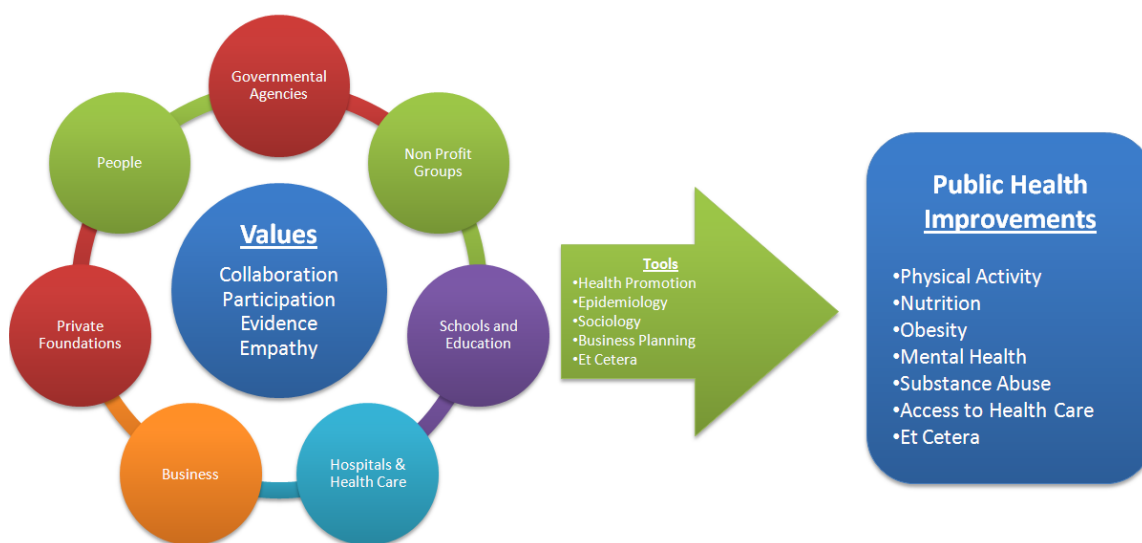 Governmental
Agencies
Non Profit
Groups
Schools and
Education
Hospitals &
Health Care
Business
Private
Foundations
People
Values
Collaboration
Participation
Evidence
Empathy
Tools
•Health Promotion
•Epidemiology
•Sociology
•Business Planning
•Et Cetera
Public Health
Improvements
•Physical Activity
•Nutrition
•Obesity
•Mental Health
•Substance Abuse
•Access to Health Care
•Et Cetera